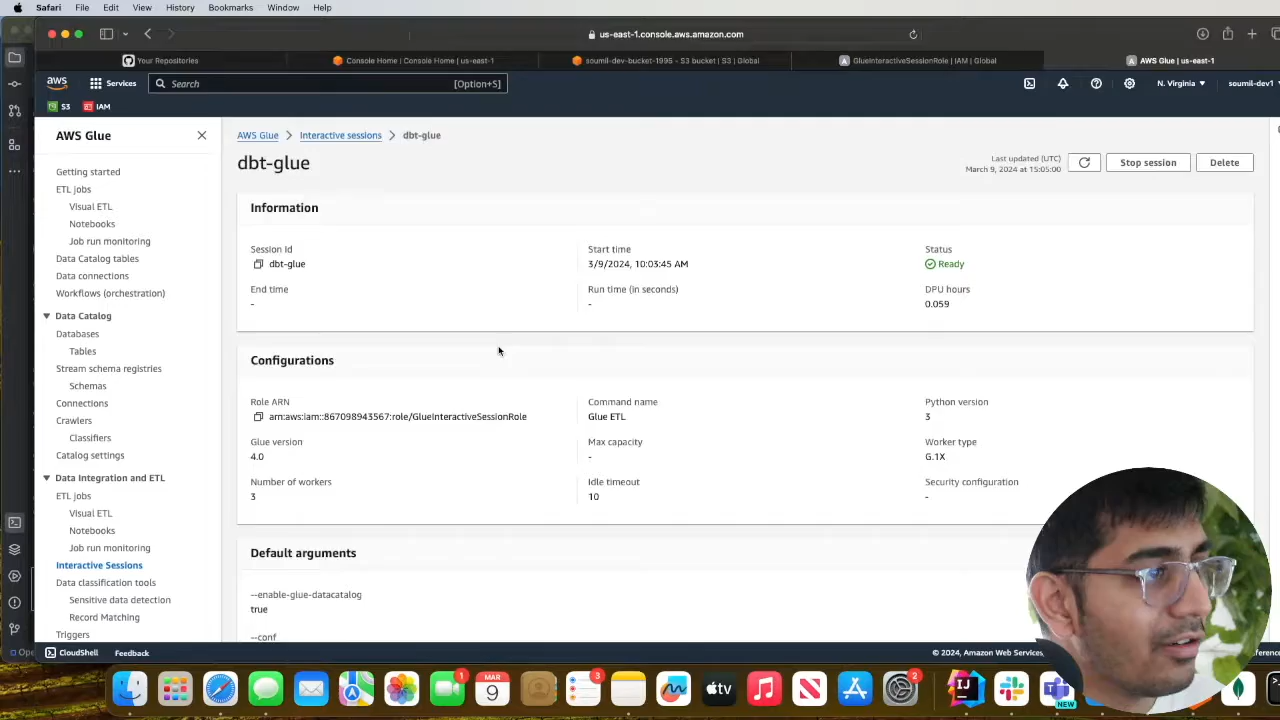 Safari File Edit View History Bookmarks Window Help
us-east-1.console.aws.amazon.com
Your Repositories
Console Home | Console Home | us-east-1
soumil-dev-bucket-1995 - S3 bucket | S3 | Global
GlueInteractiveSessionRole | IAM | Global
AWS Glue | us-east-1
aws Services Search [Option+S] N. Virginia soumil-dev1
S3 IAM
AWS Glue
Getting started
ETL jobs
Visual ETL
Notebooks
Job run monitoring
Data Catalog tables
Data connections
Workflows (orchestration)
Data Catalog
Databases
Tables
Stream schema registries
Schemas
Connections
Crawlers
Classifiers
Catalog settings
Data Integration and ETL
ETL jobs
Visual ETL
Notebooks
Job run monitoring
Interactive Sessions
Data classification tools
Sensitive data detection
Record Matching
Triggers
AWS Glue > Interactive sessions > dbt-glue
dbt-glue
Last updated (UTC)
March 9, 2024 at 15:05:00
Stop session
Delete
Information
Session Id
dbt-glue
Start time
3/9/2024, 10:03:45 AM
Status
Ready
End time
-
Run time (in seconds)
-
DPU hours
0.059
Configurations
Role ARN
arn:aws:iam::867098943567:role/GlueInteractiveSessionRole
Command name
Glue ETL
Python version
3
Glue version
4.0
Max capacity
-
Worker type
G.1X
Number of workers
3
Idle timeout
10
Security configuration
-
Default arguments
--enable-glue-datacatalog
true
--conf
CloudShell Feedback
© 2024, Amazon Web Services,
MAR
9
1
3
tv
2
NEW